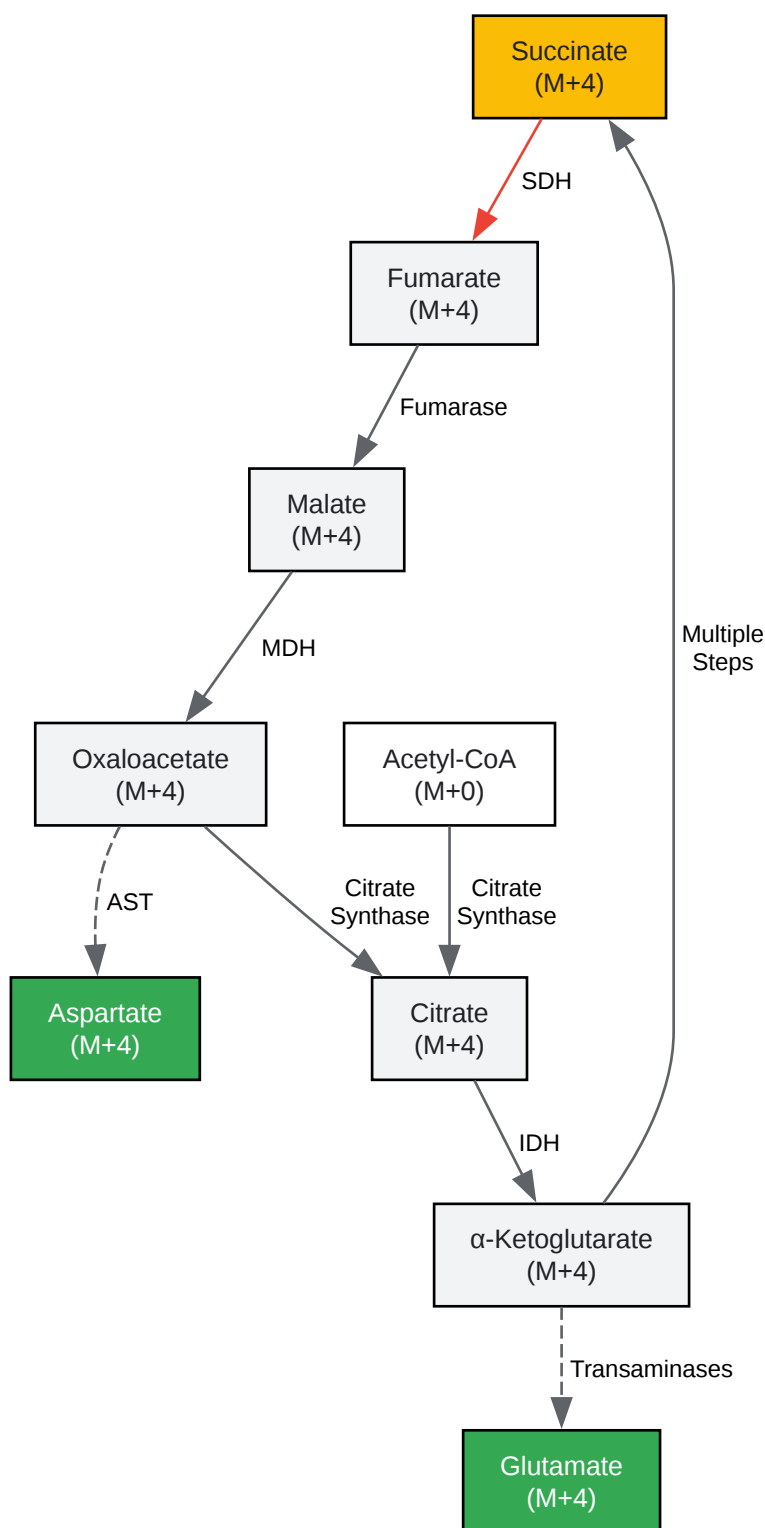 Succinate
(M+4)
SDH
Fumarate
(M+4)
Fumarase
Malate
(M+4)
MDH
Multiple
Steps
Oxaloacetate
(M+4)
Acetyl-CoA
(M+0)
AST
Citrate
Synthase
Citrate
Synthase
Aspartate
(M+4)
Citrate
(M+4)
IDH
α-Ketoglutarate
(M+4)
Transaminases
Glutamate
(M+4)